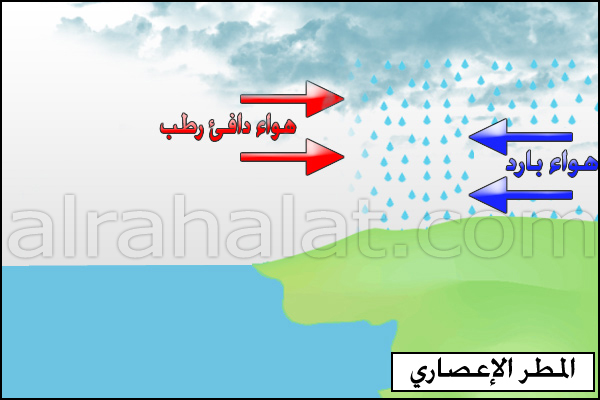 هواء دافئ رطب
هواء بارد
alrahalat.com
المطر الإعصاري